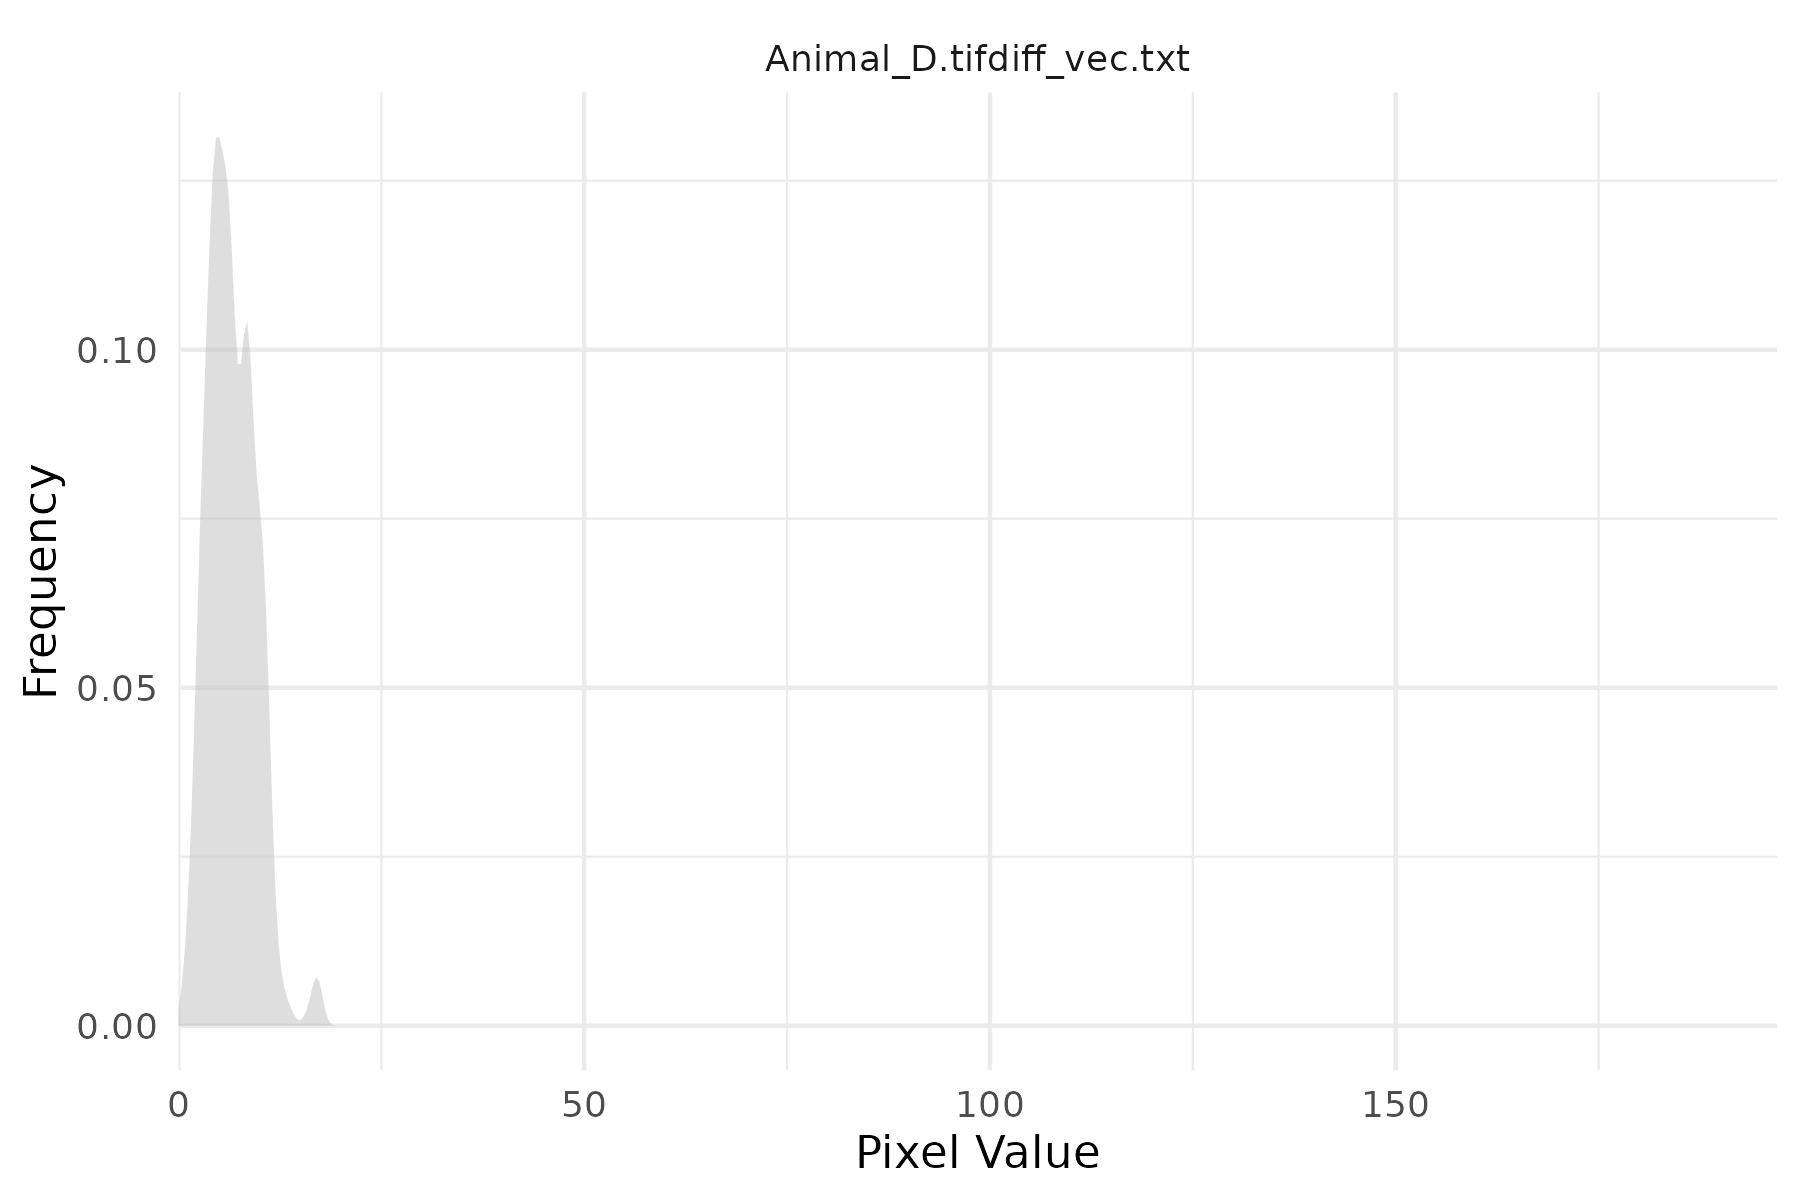 Animal_D.tifdiff_vec.txt
Frequency
0.10
0.05
0.00
0 50 100 150
Pixel Value